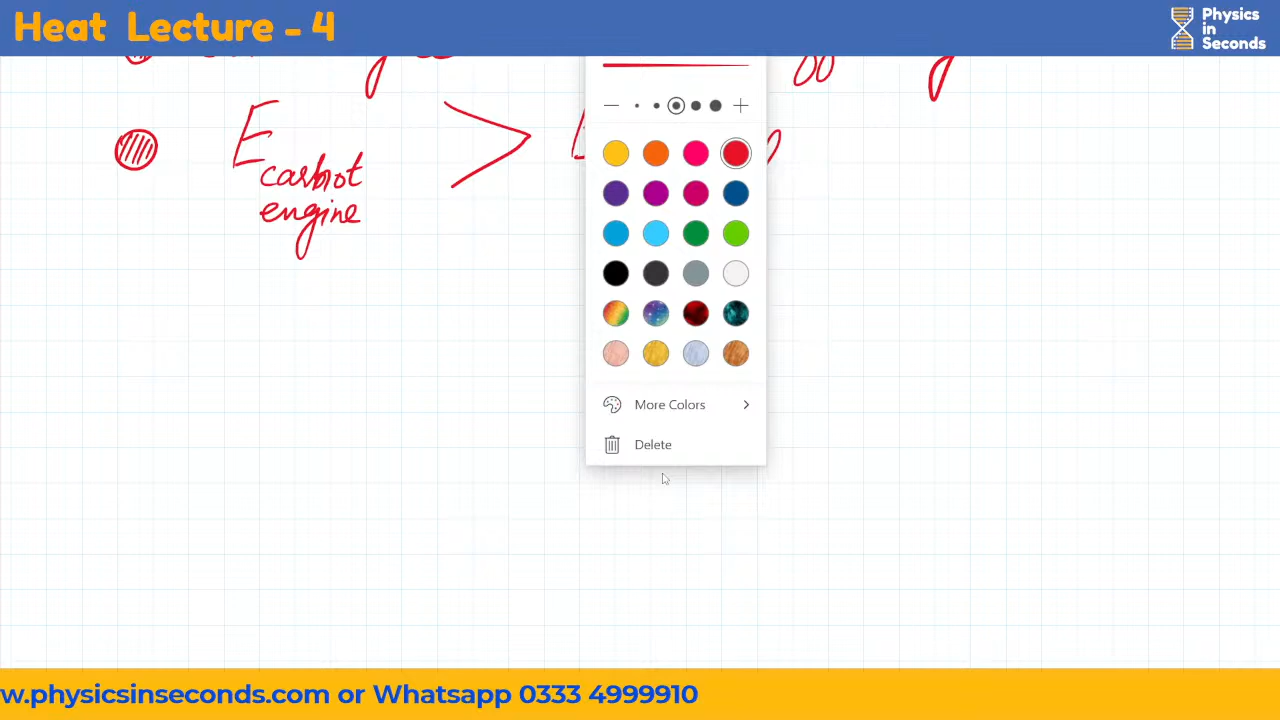 Heat Lecture - 4
Physics
in
Seconds
E carnot engine >
More Colors
Delete
w.physicsinseconds.com or Whatsapp 0333 4999910